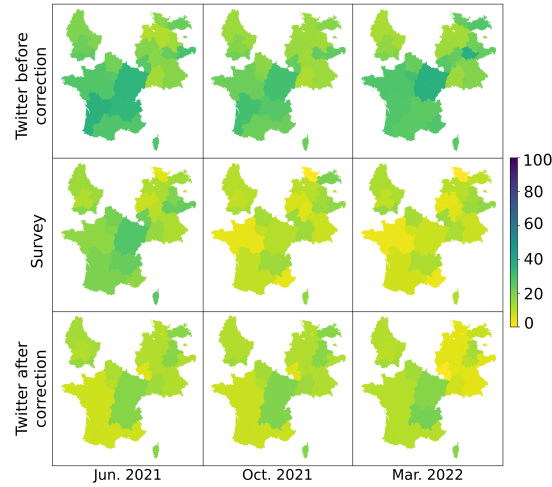 Twitter before
correction
Survey
Twitter after
correction
100
80
60
40
20
0
Jun. 2021
Oct. 2021
Mar. 2022